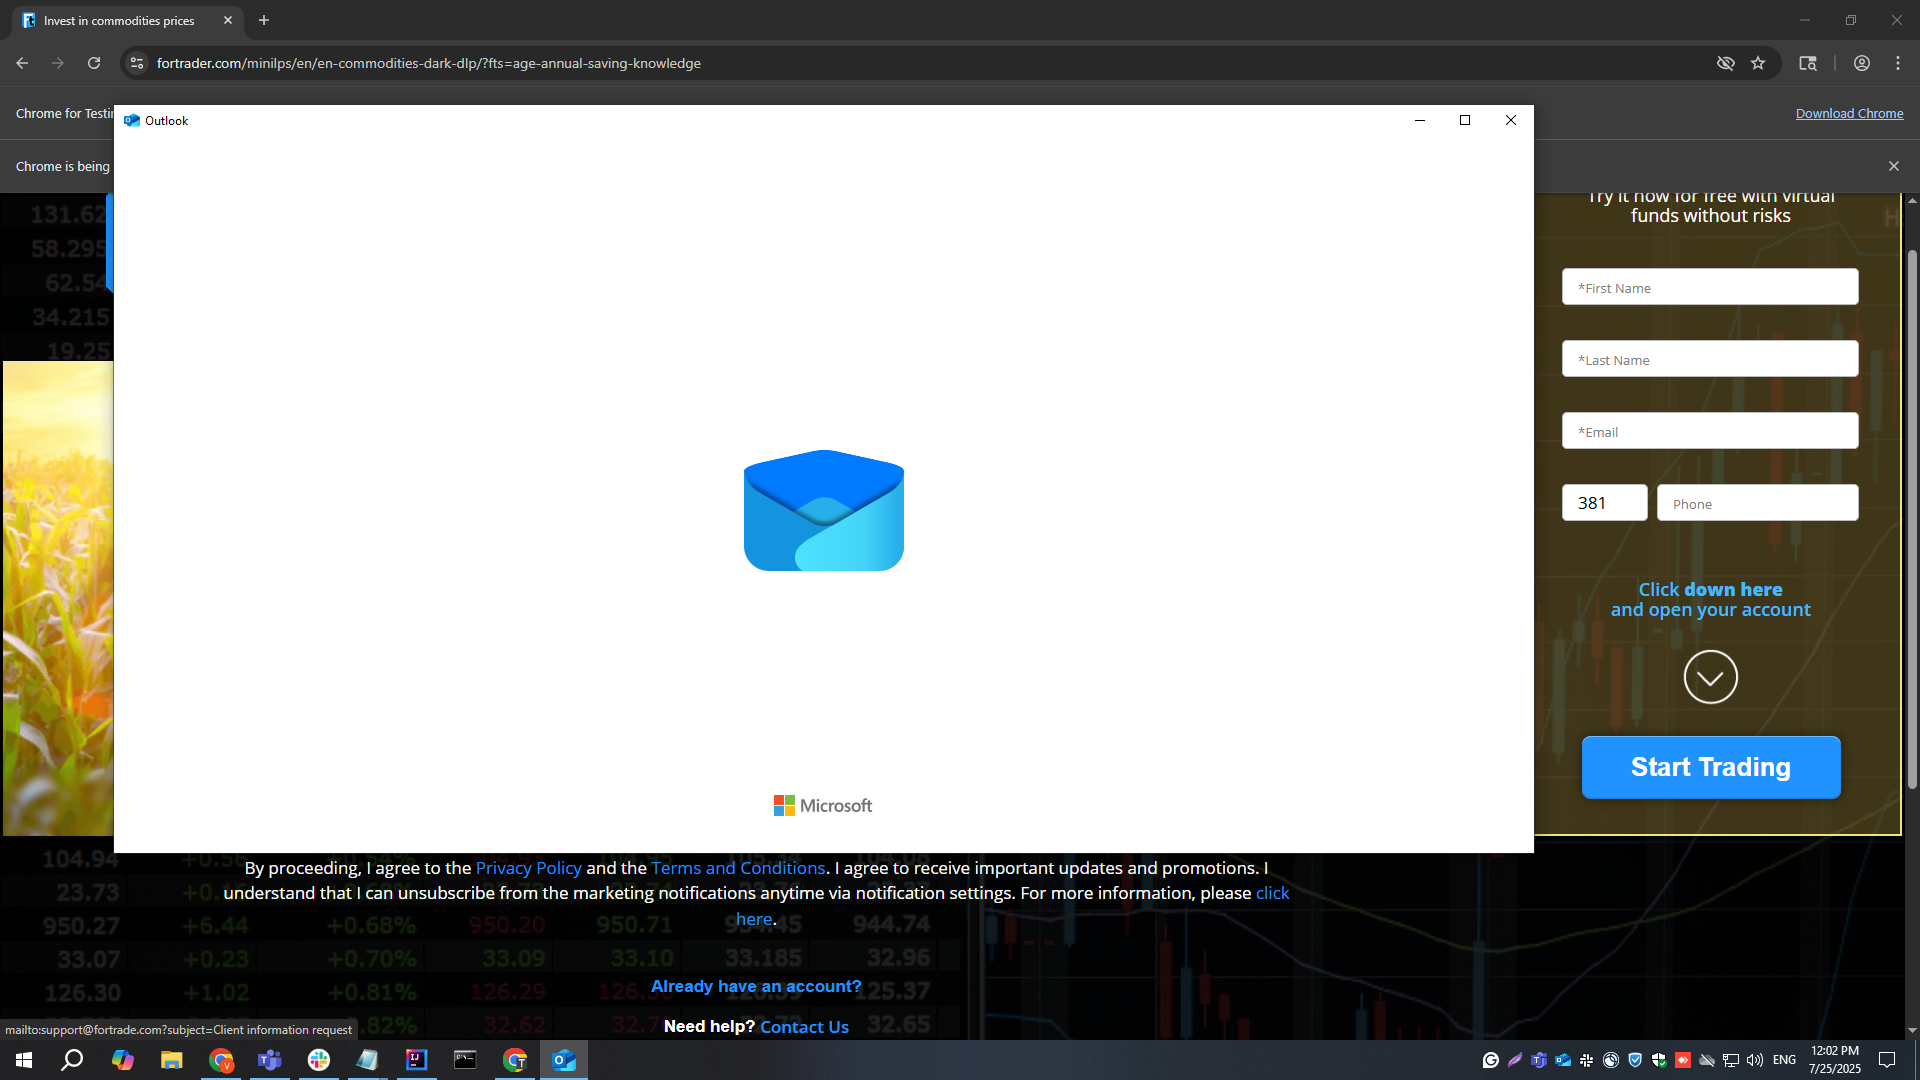 Invest in commodities prices
fortrader.com/minilps/en/en-commodities-dark-dlp/?fts=age-annual-saving-knowledge
Chrome for Testin
Download Chrome
Outlook
Chrome is being
Try it now for free with virtual
funds without risks
131.62
58.295
62.54
34.215
19.25
*First Name
*Last Name
*Email
381
Phone
Click down here
and open your account
Start Trading
Microsoft
By proceeding, I agree to the Privacy Policy and the Terms and Conditions. I agree to receive important updates and promotions. I
understand that I can unsubscribe from the marketing notifications anytime via notification settings. For more information, please click
here.
104.94
23.73
950.27 +6.44 +0.68% 950.20 950.71 944.74
33.07 +0.23 +0.70% 33.09 33.10 33.185 32.96
126.30 +1.02 +0.81% 126.29 125.37
32.62 32.65
Already have an account?
Need help? Contact Us
mailto:support@fortrade.com?subject=Client information request
ENG
12:02 PM
7/25/2025